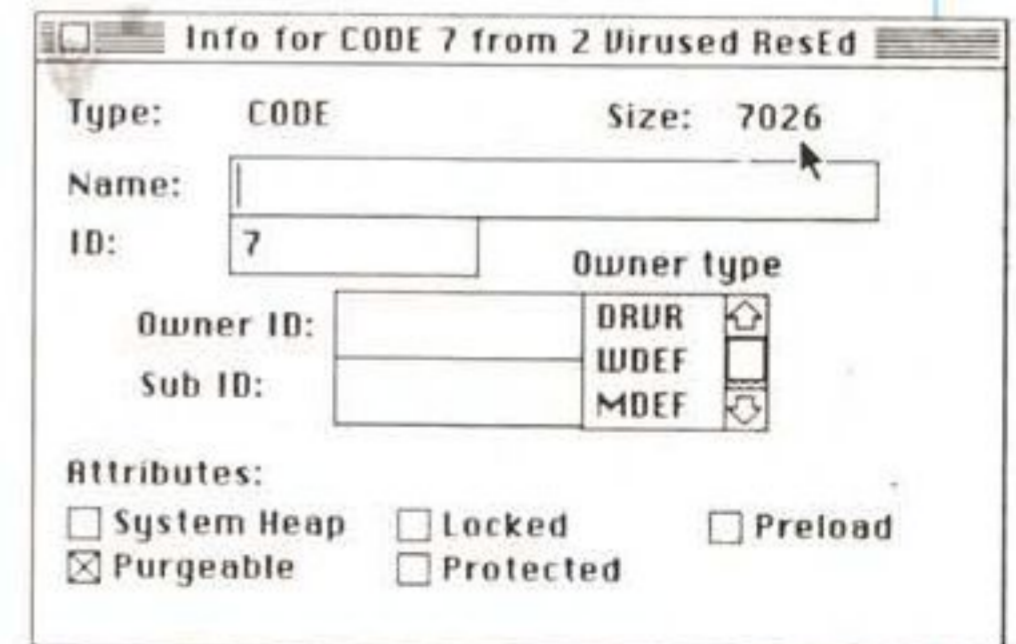 Info for CODE 7 from 2 Virused ResEd
Type: CODE Size: 7026
Name:
ID: 7
Owner type
Owner ID:
DRVR
WDEF
Sub ID:
MDEF
Attributes:
System Heap Locked Preload
Purgeable Protected